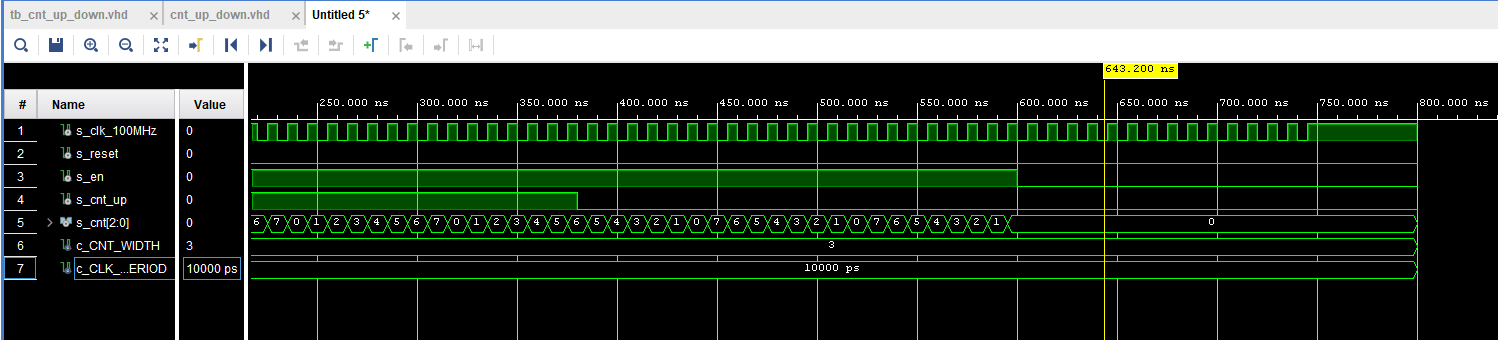 tb_cnt_up_down.vhd × cnt_up_down.vhd × Untitled 5* ×
643.200 ns
# Name Value
250.000 ns 300.000 ns 350.000 ns 400.000 ns 450.000 ns 500.000 ns 550.000 ns 600.000 ns 650.000 ns 700.000 ns 750.000 ns 800.000 ns
1 s_clk_100MHz 0
2 s_reset 0
3 s_en 0
4 s_cnt_up 0
5 s_cnt[2:0] 0 6 7 0 1 2 3 4 5 6 7 0 1 2 3 4 5 6 5 4 3 2 1 0 7 6 5 4 3 2 1 0 7 6 5 4 3 2 1 0
6 c_CNT_WIDTH 3 3
7 c_CLK_...ERIOD 10000 ps 10000 ps